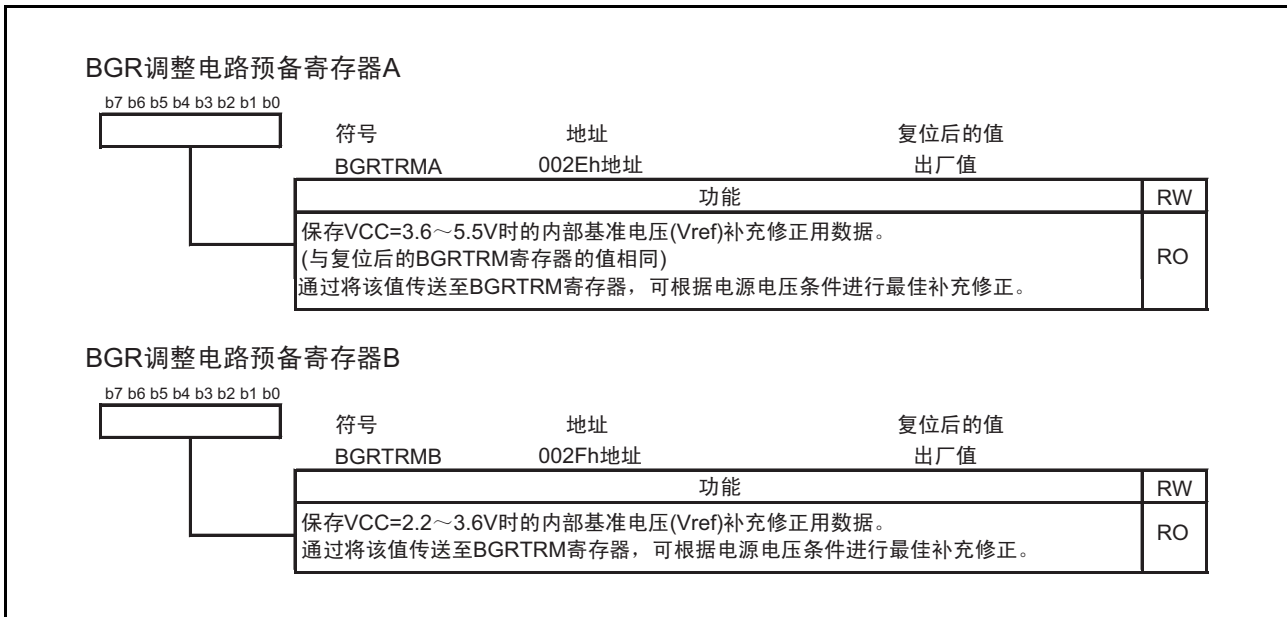 BGR调整电路预备寄存器A
b7 b6 b5 b4 b3 b2 b1 b0
符号 地址 复位后的值
BGRTRMA 002Eh地址 出厂值
功能 RW
保存VCC=3.6～5.5V时的内部基准电压(Vref)补充修正用数据。
(与复位后的BGRTRM寄存器的值相同) RO
通过将该值传送至BGRTRM寄存器，可根据电源电压条件进行最佳补充修正。
BGR调整电路预备寄存器B
b7 b6 b5 b4 b3 b2 b1 b0
符号 地址 复位后的值
BGRTRMB 002Fh地址 出厂值
功能 RW
保存VCC=2.2～3.6V时的内部基准电压(Vref)补充修正用数据。 RO
通过将该值传送至BGRTRM寄存器，可根据电源电压条件进行最佳补充修正。